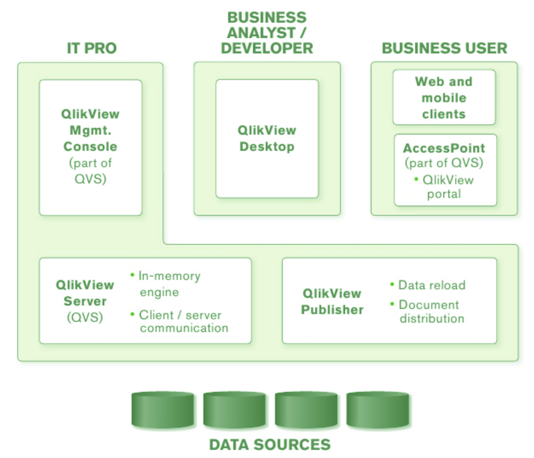 IT PRO
BUSINESS
ANALYST /
DEVELOPER
BUSINESS USER
QlikView
Mgmt.
Console
(part of
QVS)
QlikView
Desktop
Web and
mobile
clients
AccessPoint
(part of QVS)
• QlikView
portal
QlikView
Server
(QVS)
• In-memory
engine
• Client / server
communication
QlikView
Publisher
• Data reload
• Document
distribution
DATA SOURCES